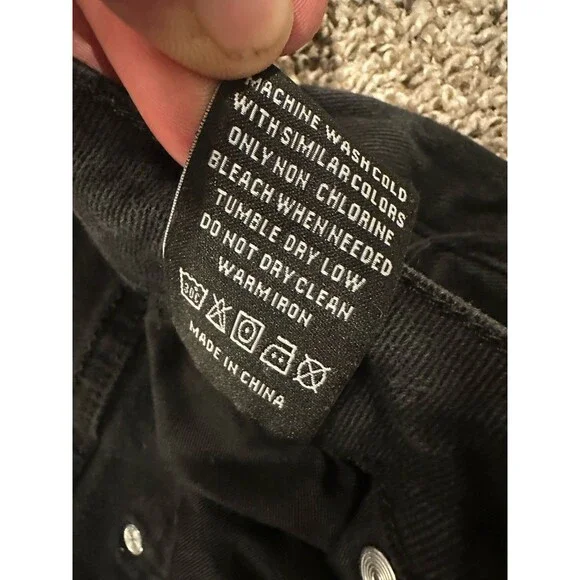 MACHINE WASH COLD
WITH SIMILAR COLORS
ONLY NON CHLORINE
BLEACH WHEN NEEDED
TUMBLE DRY LOW
DO NOT DRY CLEAN
WARM IRON
30C
MADE IN CHINA